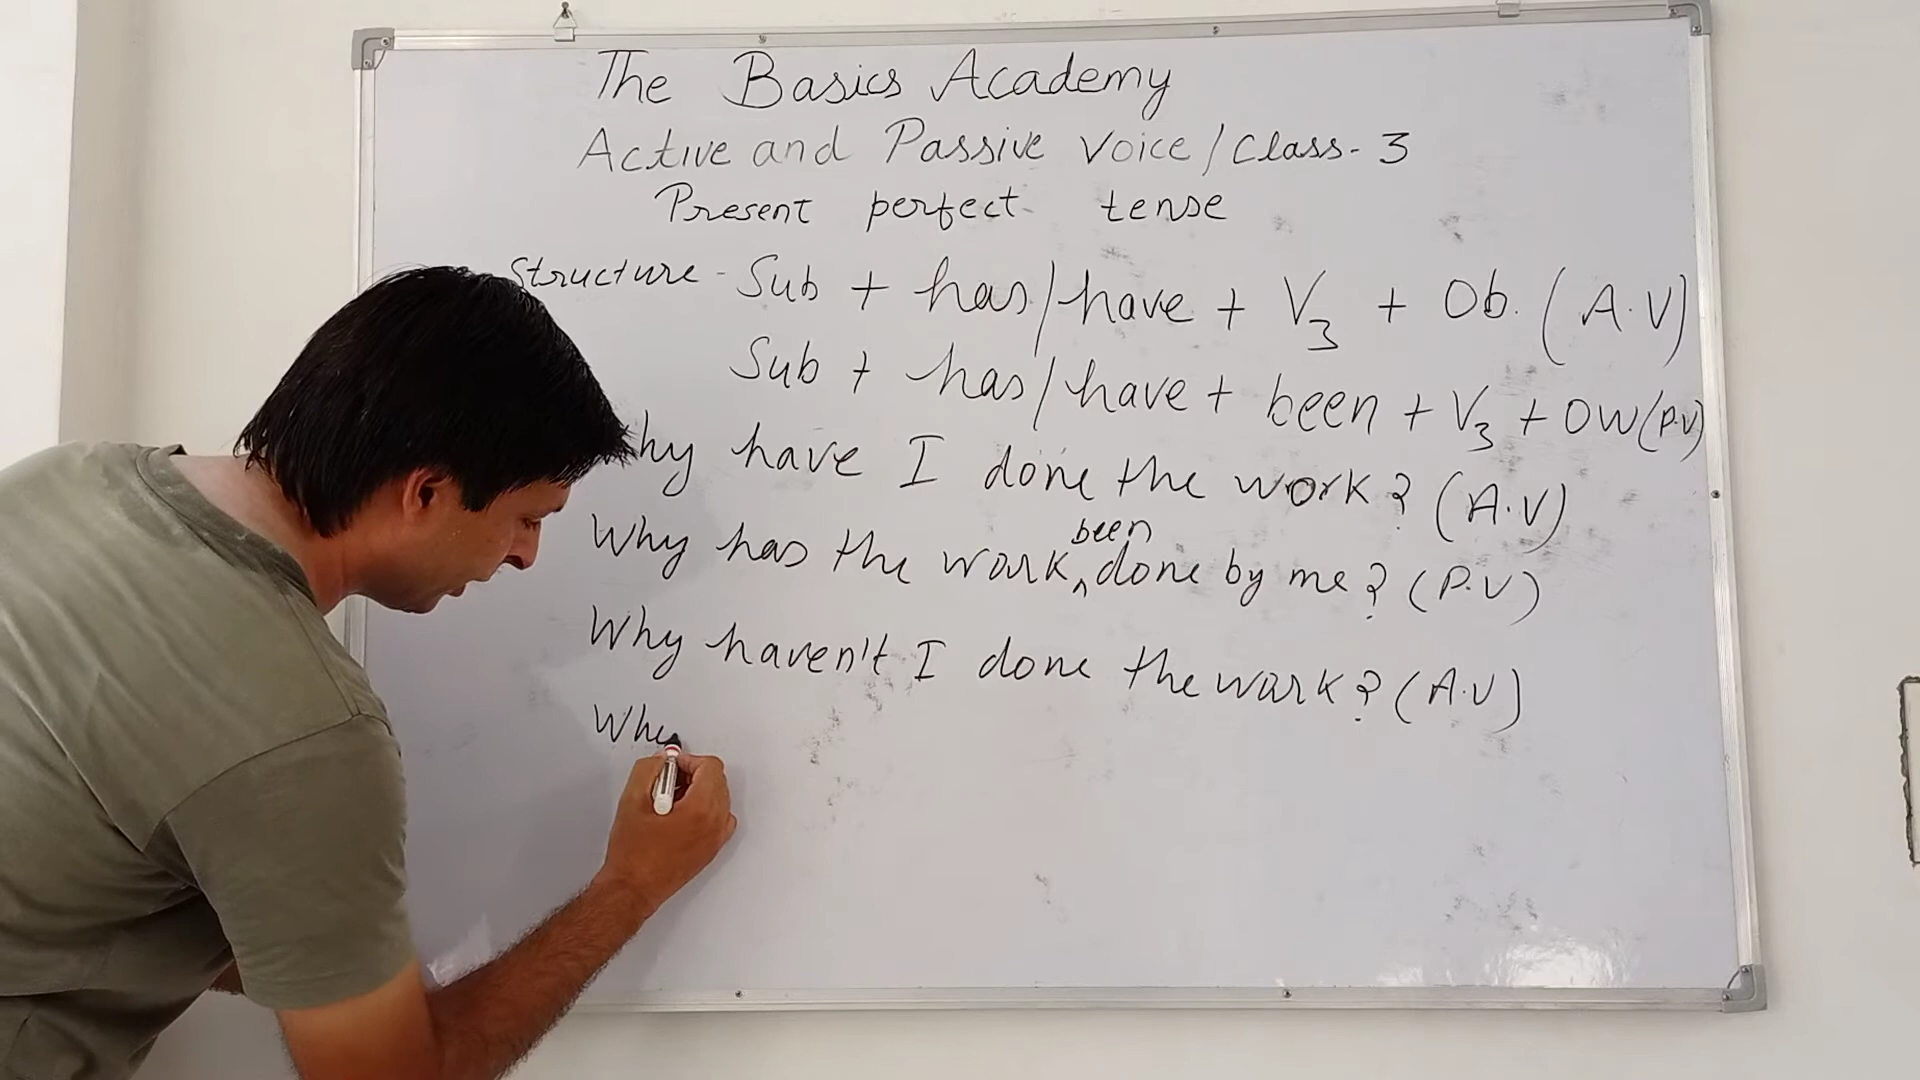 The Basics Academy
Active and Passive Voice / Class-3
Present perfect tense
Structure - Sub + has/have + V3 + Ob. (A.V)
Sub + has/have + been + V3 + OW (P.V)
Why have I done the work? (A.V)
Why has the work ^ been done by me? (P.V)
Why haven't I done the work? (A.V)
Why